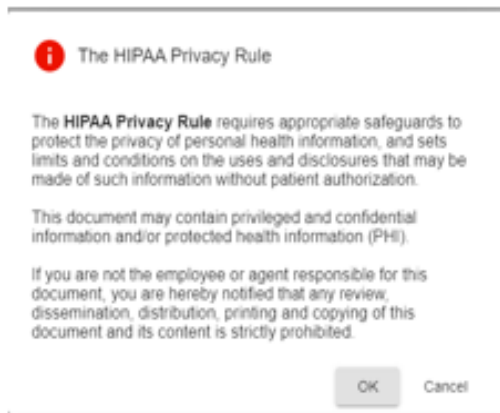 The HIPAA Privacy Rule
The HIPAA Privacy Rule requires appropriate safeguards to
protect the privacy of personal health information, and sets
limits and conditions on the uses and disclosures that may be
made of such information without patient authorization.
This document may contain privileged and confidential
information and/or protected health information (PHI).
If you are not the employee or agent responsible for this
document, you are hereby notified that any review,
dissemination, distribution, printing and copying of this
document and its content is strictly prohibited.
OK Cancel